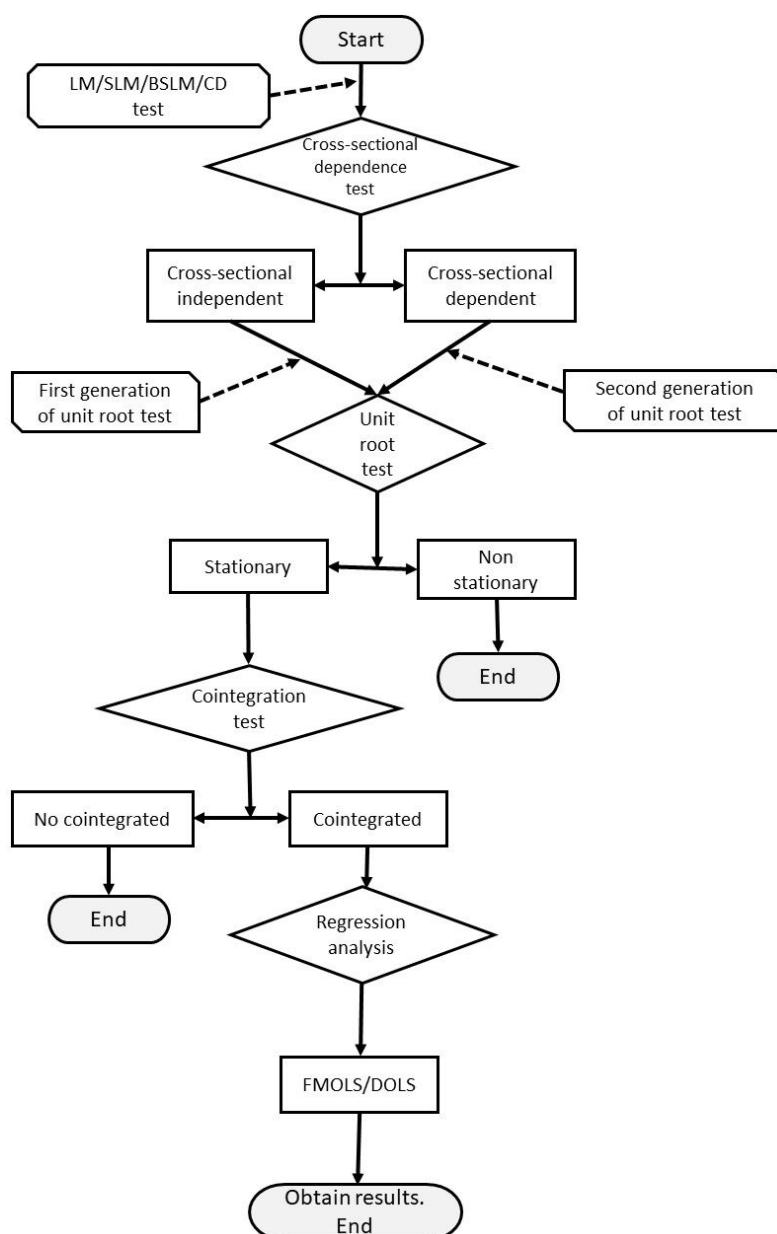 Start
LM/SLM/BSLM/CD
test
Cross-sectional
dependence
test
Cross-sectional
independent
Cross-sectional
dependent
First generation
of unit root test
Second generation
of unit root test
Unit
root
test
Stationary
Non
stationary
End
Cointegration
test
No cointegrated
Cointegrated
End
Regression
analysis
FMOLS/DOLS
Obtain results.
End